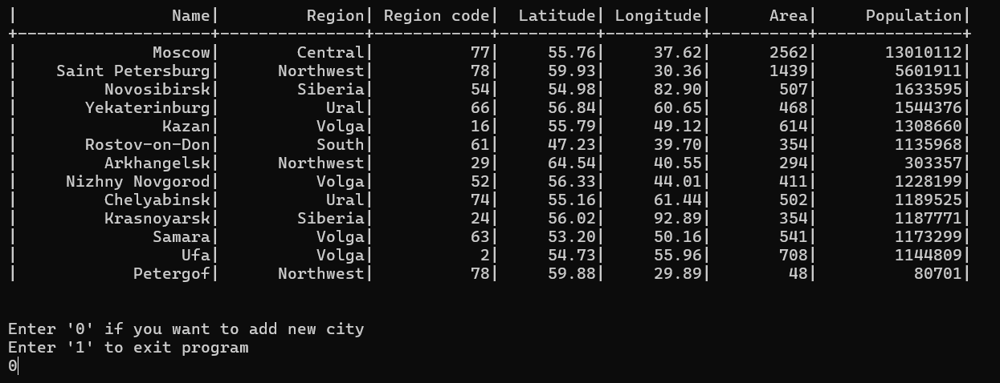 |                Name|         Region| Region code|  Latitude| Longitude|      Area|     Population|
+--------------------+---------------+------------+----------+----------+----------+---------------+
|              Moscow|        Central|          77|     55.76|     37.62|      2562|       13010112|
|    Saint Petersburg|      Northwest|          78|     59.93|     30.36|      1439|        5601911|
|         Novosibirsk|        Siberia|          54|     54.98|     82.90|       507|        1633595|
|       Yekaterinburg|           Ural|          66|     56.84|     60.65|       468|        1544376|
|               Kazan|          Volga|          16|     55.79|     49.12|       614|        1308660|
|       Rostov-on-Don|          South|          61|     47.23|     39.70|       354|        1135968|
|         Arkhangelsk|      Northwest|          29|     64.54|     40.55|       294|         303357|
|     Nizhny Novgorod|          Volga|          52|     56.33|     44.01|       411|        1228199|
|         Chelyabinsk|           Ural|          74|     55.16|     61.44|       502|        1189525|
|         Krasnoyarsk|        Siberia|          24|     56.02|     92.89|       354|        1187771|
|              Samara|          Volga|          63|     53.20|     50.16|       541|        1173299|
|                 Ufa|          Volga|           2|     54.73|     55.96|       708|        1144809|
|            Petergof|      Northwest|          78|     59.88|     29.89|        48|          80701|
Enter '0' if you want to add new city
Enter '1' to exit program
0